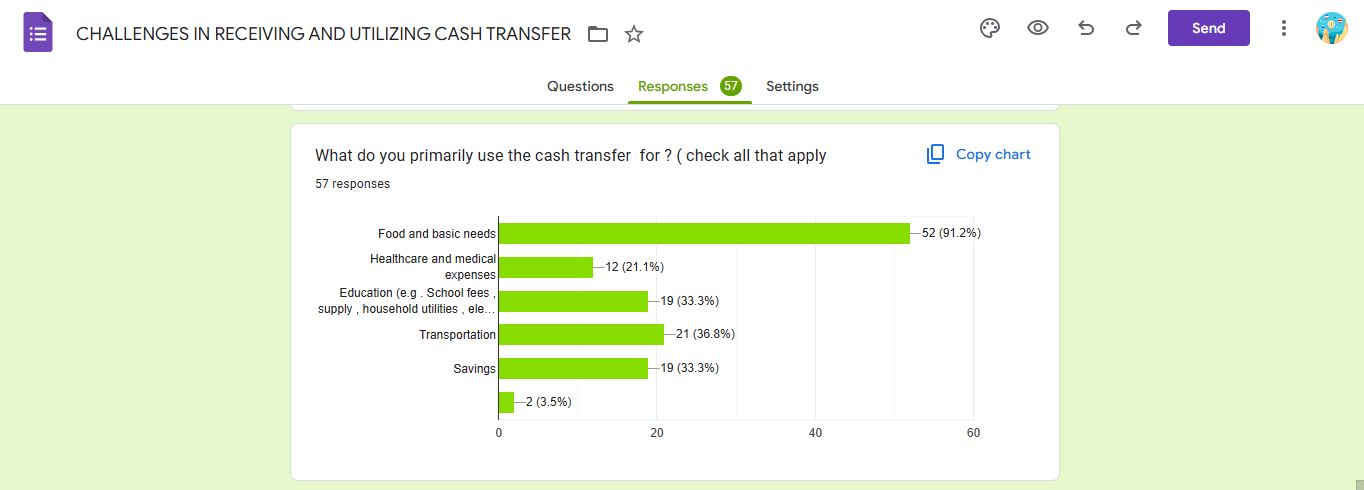 CHALLENGES IN RECEIVING AND UTILIZING CASH TRANSFER
Send
Questions
Responses 57
Settings
What do you primarily use the cash transfer  for ? ( check all that apply
Copy chart
57 responses
Food and basic needs
52 (91.2%)
Healthcare and medical
expenses
12 (21.1%)
Education (e.g . School fees ,
supply , household utilities , ele...
19 (33.3%)
Transportation
21 (36.8%)
Savings
19 (33.3%)
2 (3.5%)
0
20
40
60